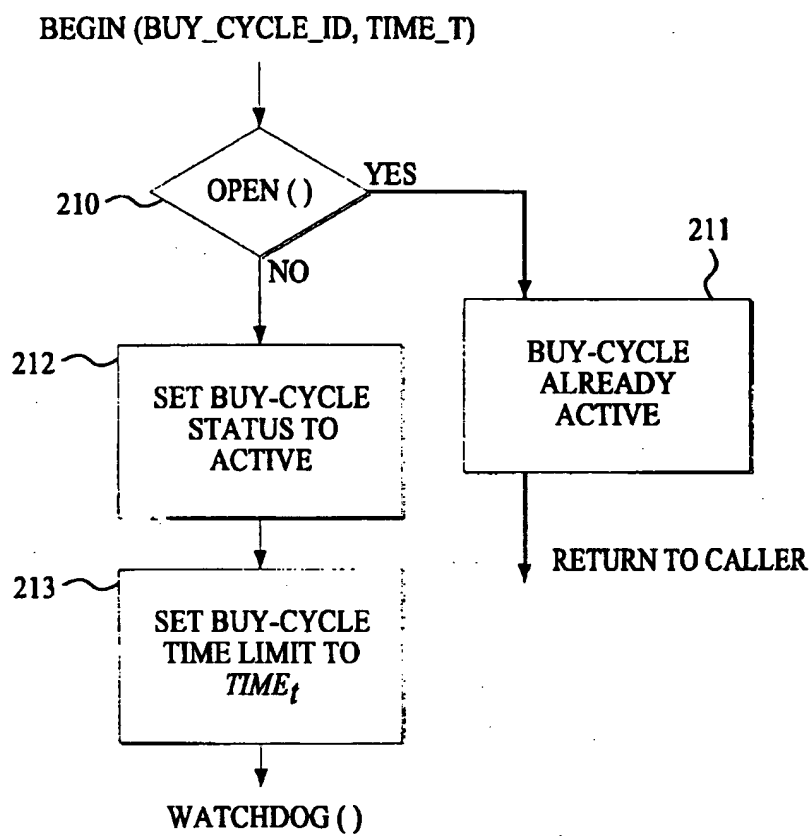 BEGIN (BUY_CYCLE_ID, TIME_T)
OPEN ( )
YES
210
NO
211
212
SET BUY-CYCLE
STATUS TO
ACTIVE
BUY-CYCLE
ALREADY
ACTIVE
RETURN TO CALLER
213
SET BUY-CYCLE
TIME LIMIT TO
TIMEt
WATCHDOG ( )